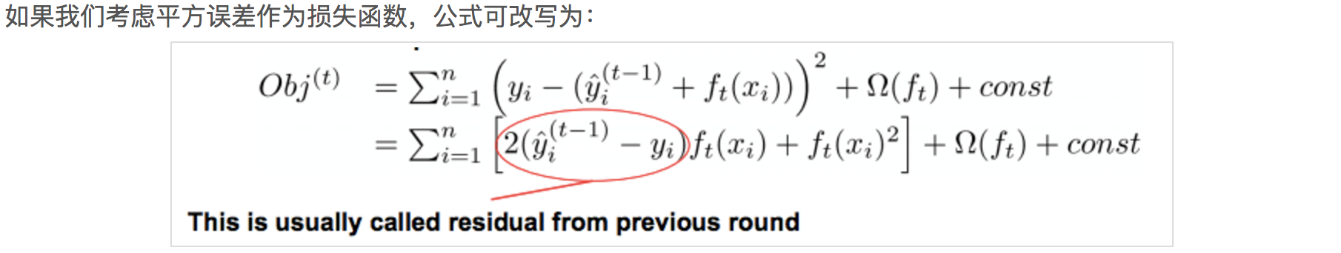 如果我们考虑平方误差作为损失函数，公式可改写为：
Obj^{(t)} = \sum_{i=1}^{n} \left( y_i - (\hat{y}_i^{(t-1)} + f_t(x_i)) \right)^2 + \Omega(f_t) + const
= \sum_{i=1}^{n} \left[ 2(\hat{y}_i^{(t-1)} - y_i) f_t(x_i) + f_t(x_i)^2 \right] + \Omega(f_t) + const
This is usually called residual from previous round